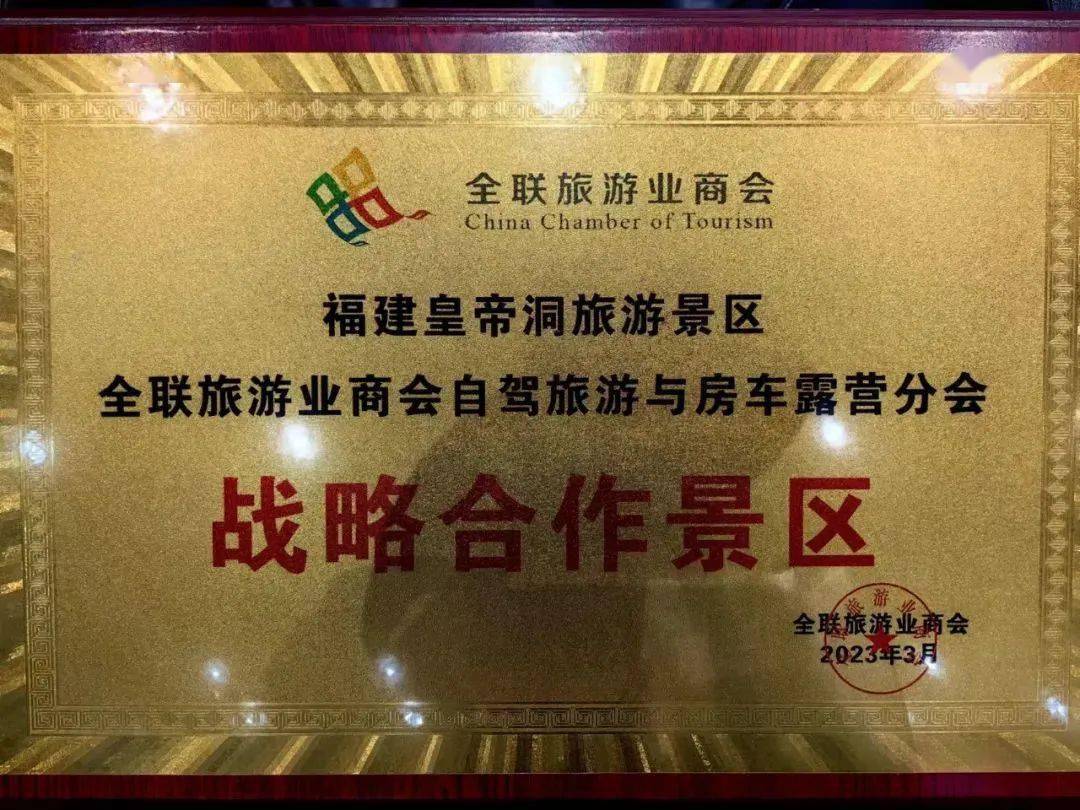 全联旅游业商会
China Chamber of Tourism
福建皇帝洞旅游景区
全联旅游业商会自驾旅游与房车露营分会
战略合作景区
全联旅游业商会
2023年3月